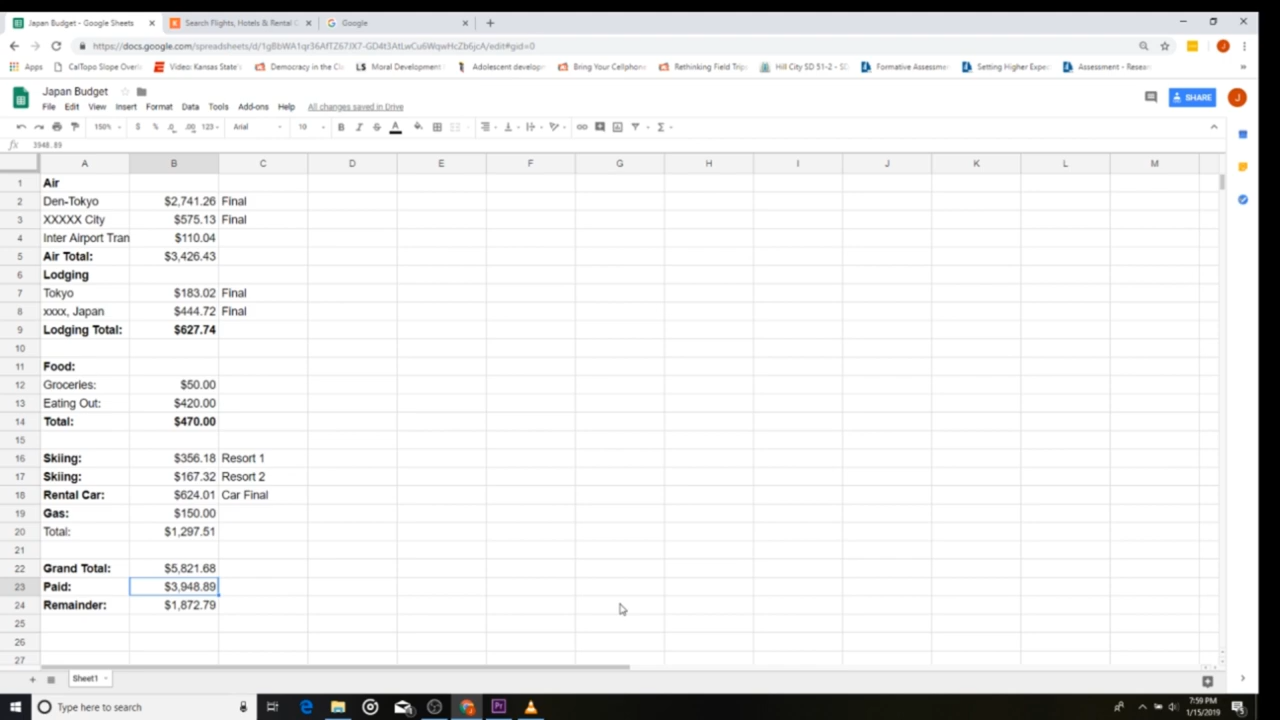 Japan Budget - Google Sheets
Search Flights, Hotels & Rental C
Google
https://docs.google.com/spreadsheets/d/1g8bWA1qr36AfTZ67JX7-GD4t3AtLwCu6WqwHcZb6jcA/edit#gid=0
Apps CalTopo Slope Overl Video: Kansas State's Democracy in the Cl Moral Development Adolescent develop Bring Your Cellphon Rethinking Field Trip Hill City SD 51-2 - SD Formative Assessme Setting Higher Expec Assessment - Resea
Japan Budget
File Edit View Insert Format Data Tools Add-ons Help All changes saved in Drive
SHARE
J
150% $ % .0 .00 123 Arial 10 B I S A
fx 3948.89
A B C D E F G H I J K L M
1 Air
2 Den-Tokyo $2,741.26 Final
3 XXXXX City $575.13 Final
4 Inter Airport Tran $110.04
5 Air Total: $3,426.43
6 Lodging
7 Tokyo $183.02 Final
8 xxxx, Japan $444.72 Final
9 Lodging Total: $627.74
10
11 Food:
12 Groceries: $50.00
13 Eating Out: $420.00
14 Total: $470.00
15
16 Skiing: $356.18 Resort 1
17 Skiing: $167.32 Resort 2
18 Rental Car: $624.01 Car Final
19 Gas: $150.00
20 Total: $1,297.51
21
22 Grand Total: $5,821.68
23 Paid: $3,948.89
24 Remainder: $1,872.79
25
26
27
Sheet1
Type here to search
7:59 PM
1/15/2019